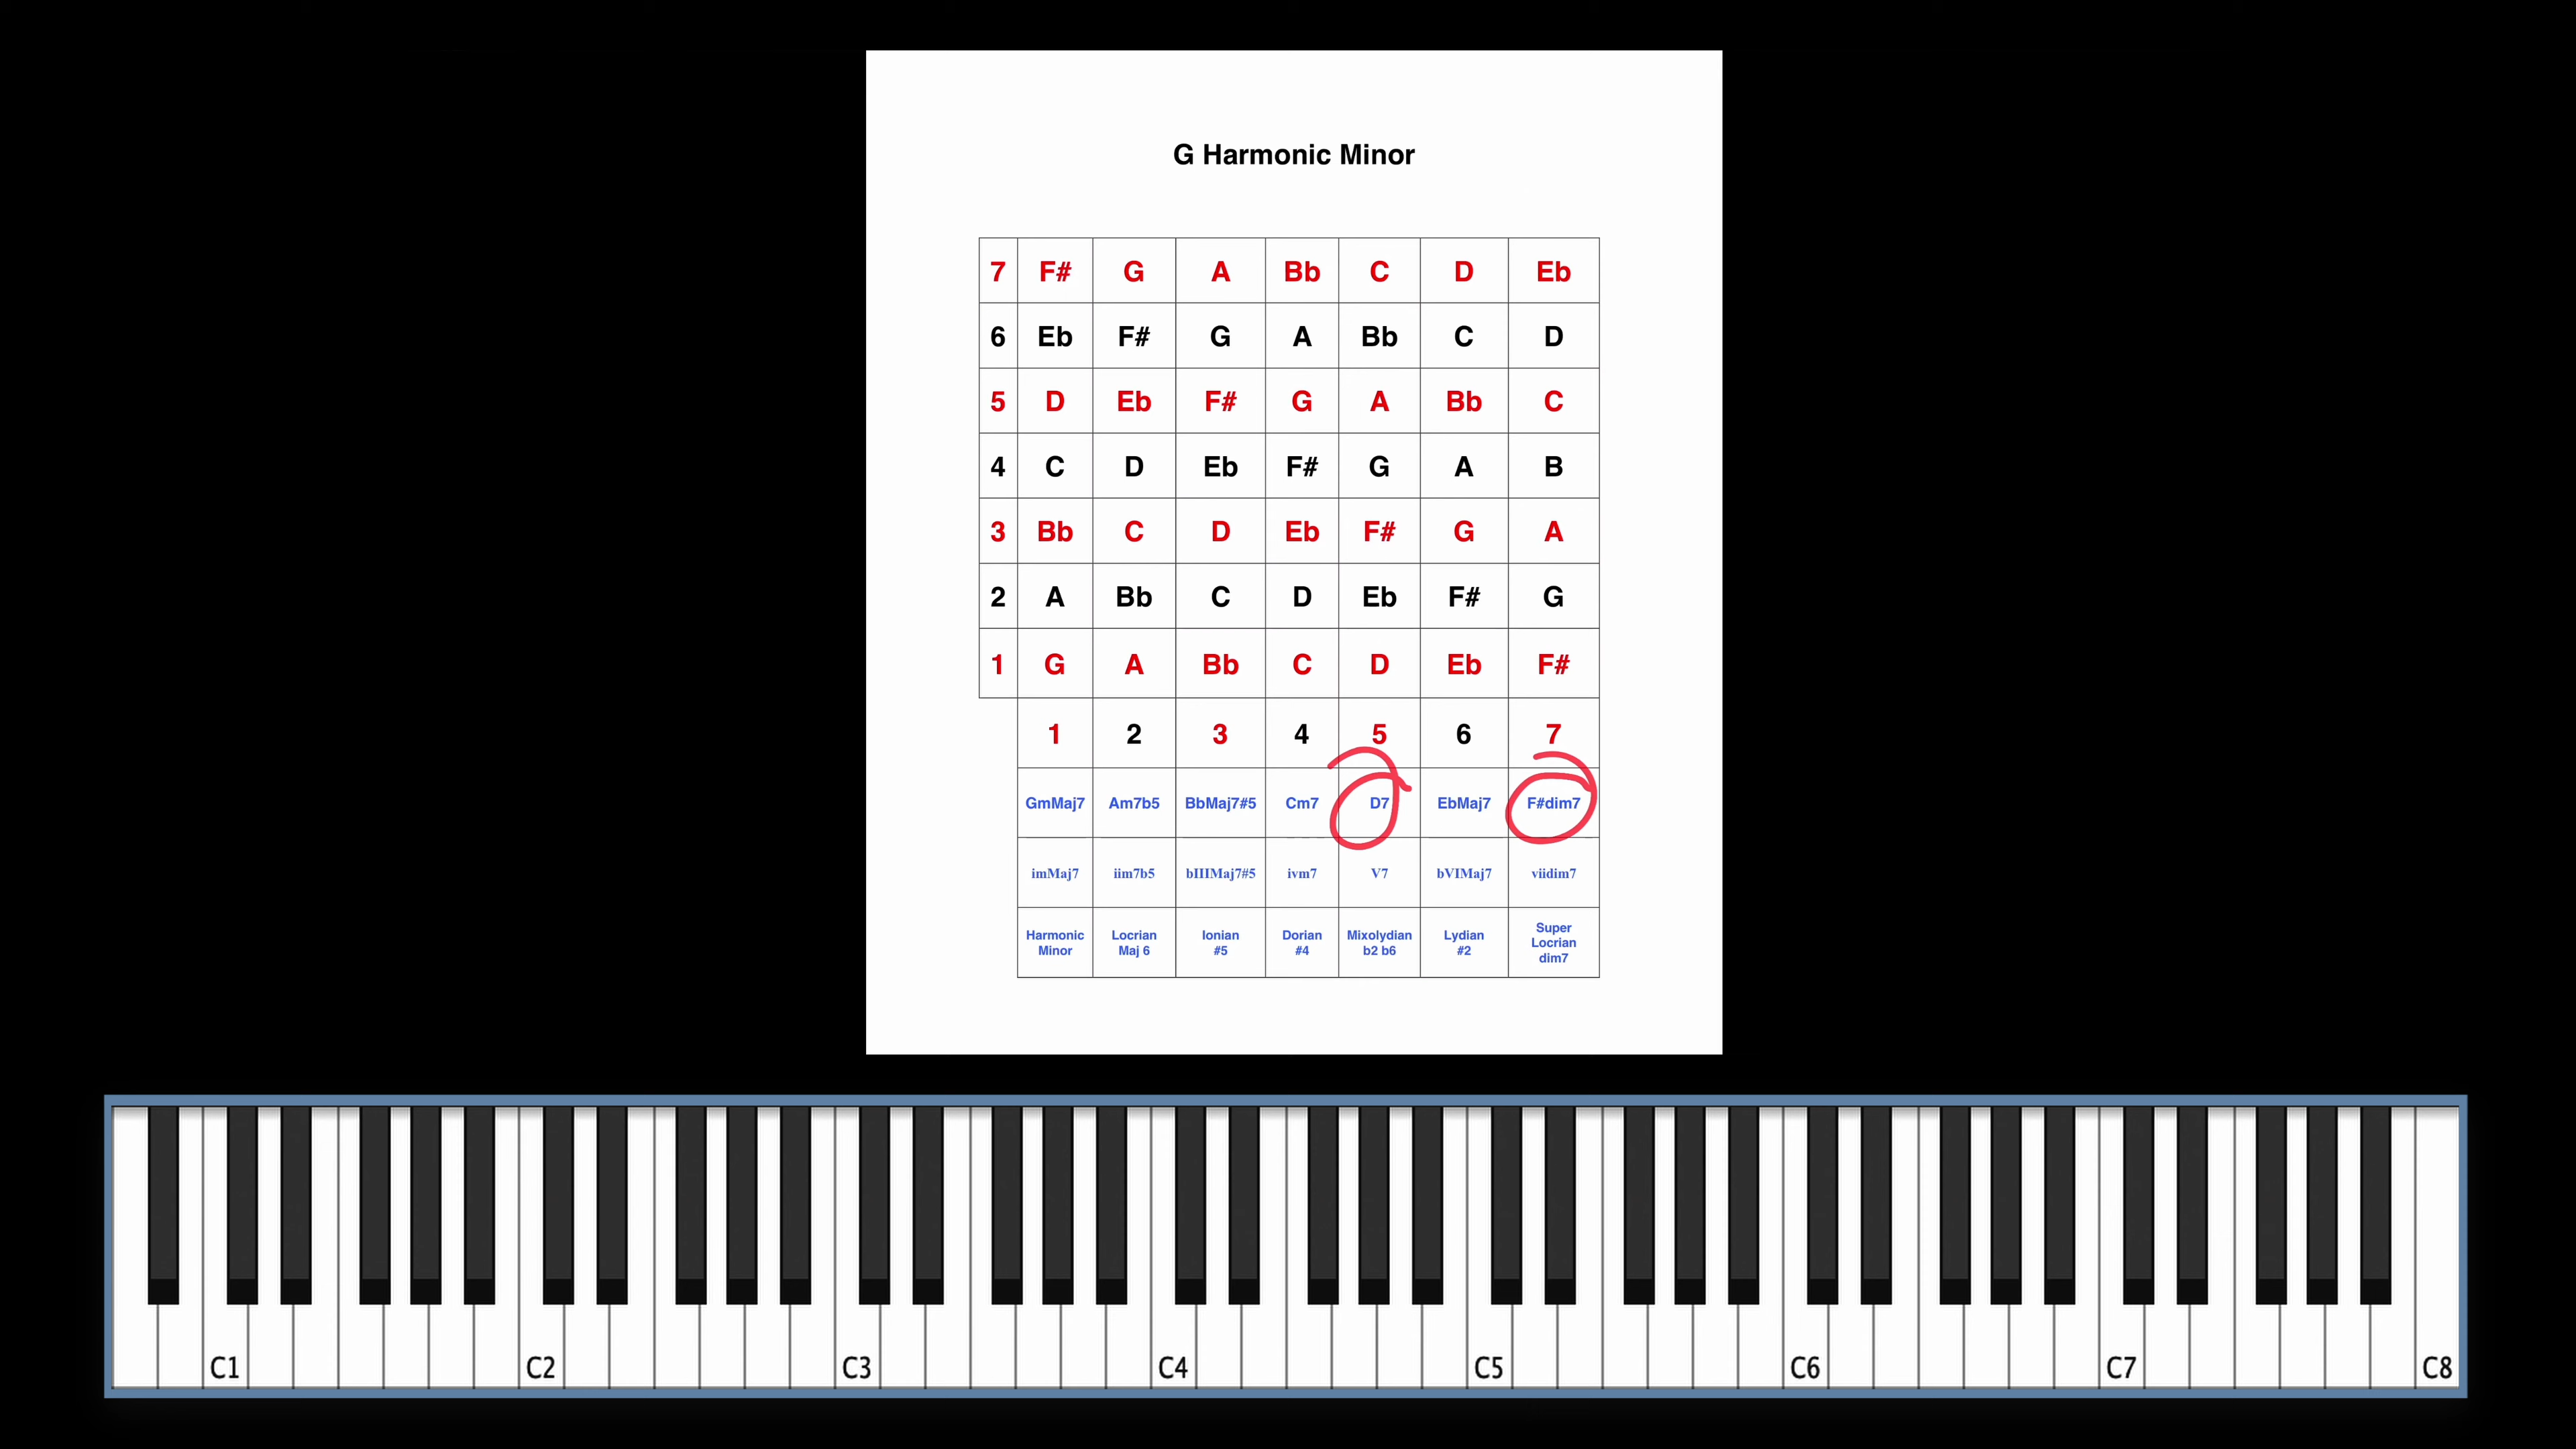 G Harmonic Minor
7 F# G A Bb C D Eb
6 Eb F# G A Bb C D
5 D Eb F# G A Bb C
4 C D Eb F# G A B
3 Bb C D Eb F# G A
2 A Bb C D Eb F# G
1 G A Bb C D Eb F#
1 2 3 4 5 6 7
GmMaj7 Am7b5 BbMaj7#5 Cm7 D7 EbMaj7 F#dim7
imMaj7 iim7b5 bIIIMaj7#5 ivm7 V7 bVIMaj7 viidim7
Harmonic Minor Locrian Maj 6 Ionian #5 Dorian #4 Mixolydian b2 b6 Lydian #2 Super Locrian dim7
C1 C2 C3 C4 C5 C6 C7 C8